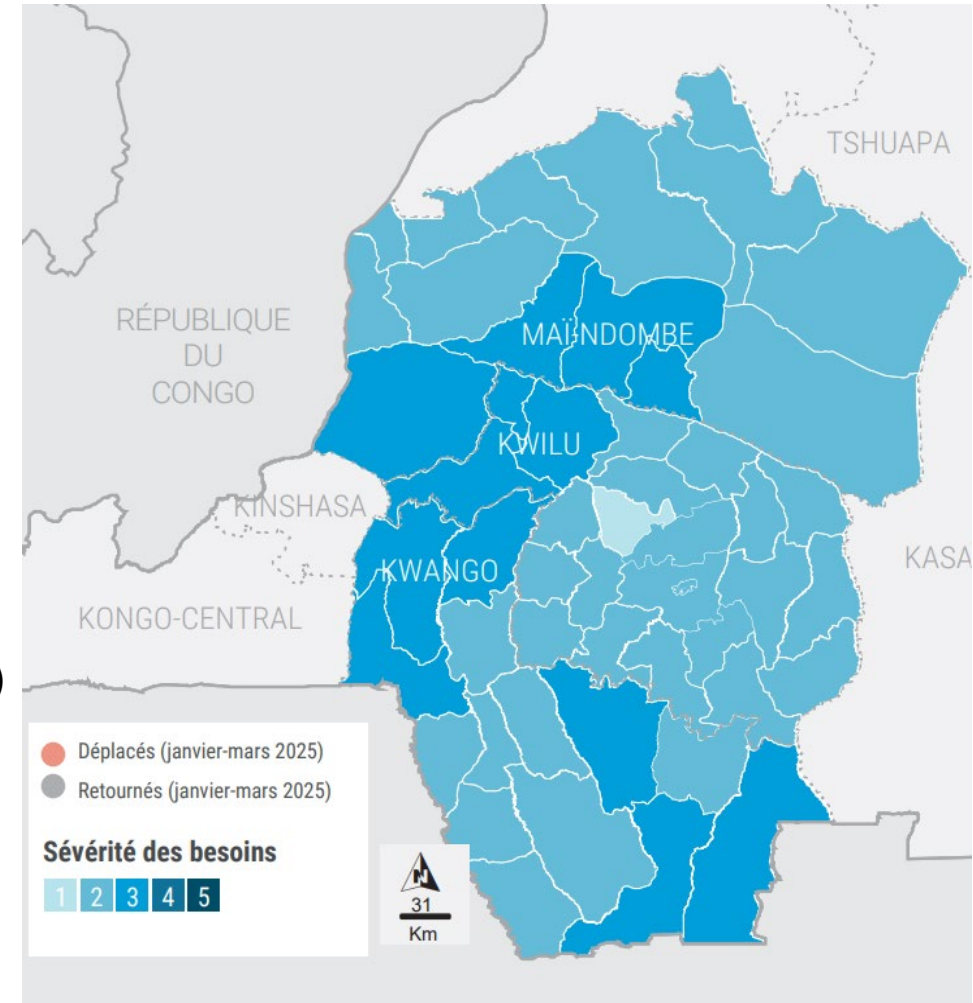 TSHUAPA
RÉPUBLIQUE
DU
CONGO
MAÏ-NDOMBE
KWILU
KINSHASA
KWANGO
KASA
KONGO-CENTRAL
)
Déplacés (janvier-mars 2025)
Retournés (janvier-mars 2025)
Sévérité des besoins
1 2 3 4 5
N
31
Km